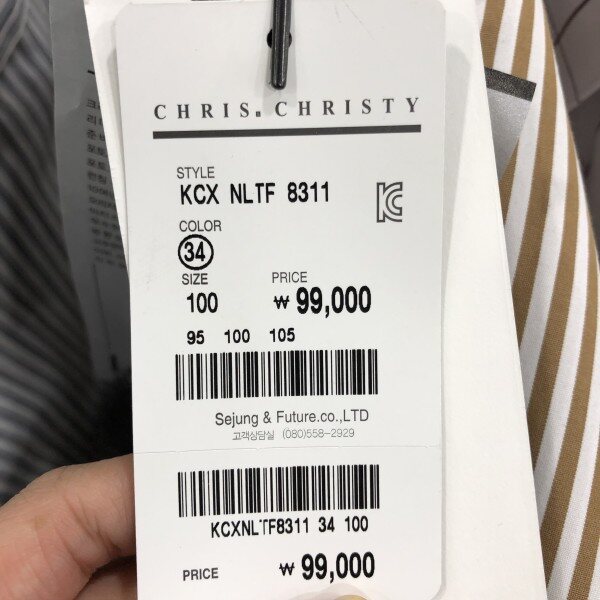 CHRIS. CHRISTY
STYLE
KCX NLTF 8311
COLOR
34
SIZE PRICE
100 ₩ 99,000
95 100 105
Sejung & Future.co.,LTD
고객상담실 (080)558-2929
KCXNLTF8311 34 100
PRICE ₩ 99,000